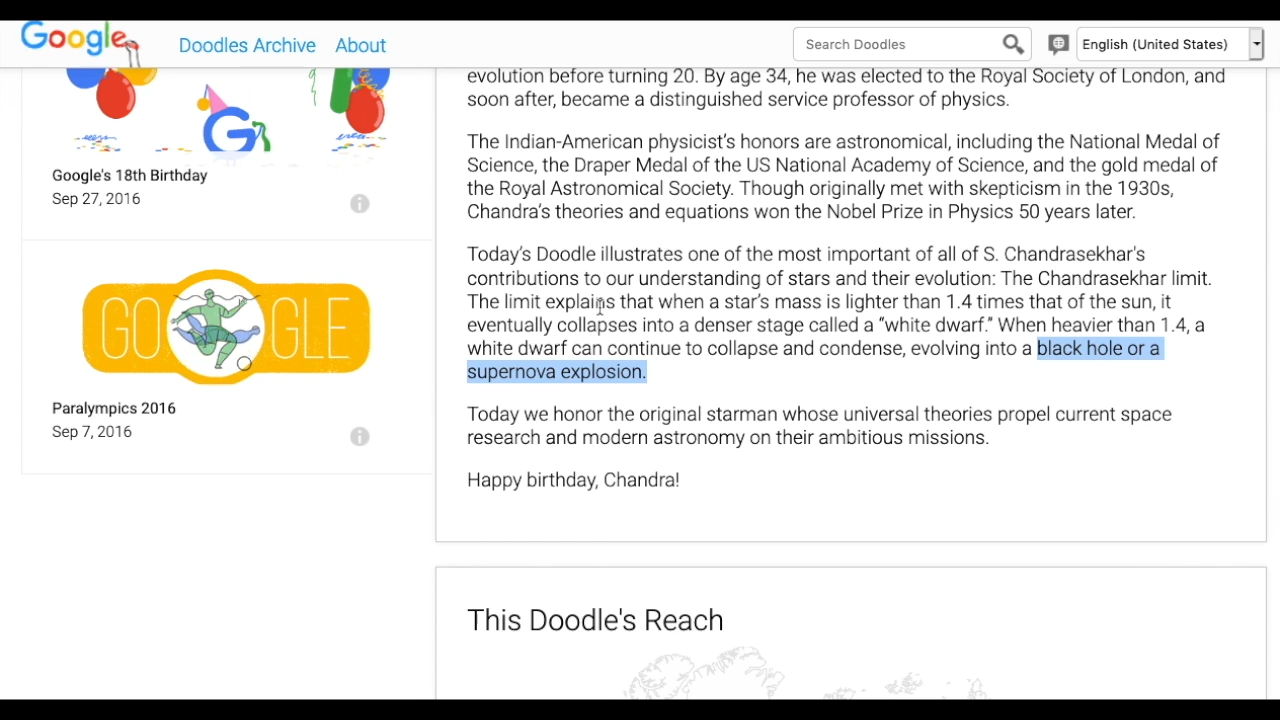 Google
Doodles Archive
About
Search Doodles
English (United States)
Google's 18th Birthday
Sep 27, 2016
GOOGLE
Paralympics 2016
Sep 7, 2016
evolution before turning 20. By age 34, he was elected to the Royal Society of London, and
soon after, became a distinguished service professor of physics.
The Indian-American physicist’s honors are astronomical, including the National Medal of
Science, the Draper Medal of the US National Academy of Science, and the gold medal of
the Royal Astronomical Society. Though originally met with skepticism in the 1930s,
Chandra’s theories and equations won the Nobel Prize in Physics 50 years later.
Today’s Doodle illustrates one of the most important of all of S. Chandrasekhar's
contributions to our understanding of stars and their evolution: The Chandrasekhar limit.
The limit explains that when a star’s mass is lighter than 1.4 times that of the sun, it
eventually collapses into a denser stage called a “white dwarf.” When heavier than 1.4, a
white dwarf can continue to collapse and condense, evolving into a black hole or a
supernova explosion.
Today we honor the original starman whose universal theories propel current space
research and modern astronomy on their ambitious missions.
Happy birthday, Chandra!
This Doodle's Reach